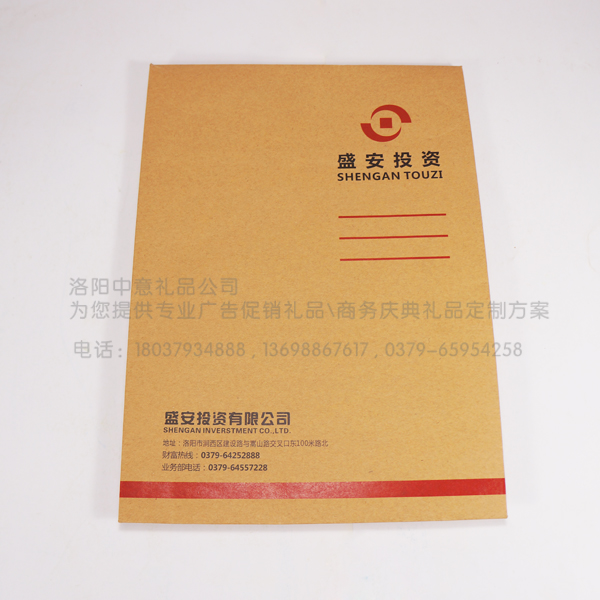 盛安投资
SHENGAN TOUZI
洛阳中意礼品公司
为您提供专业广告促销礼品\商务庆典礼品定制方案
电话：18037934888 , 13698867617 , 0379-65954258
盛安投资有限公司
SHENGAN INVERSTMENT CO.,LTD.
地址：洛阳市涧西区建设路与嵩山路交叉口东100米路北
财富热线：0379-64252888
业务部电话：0379-64557228